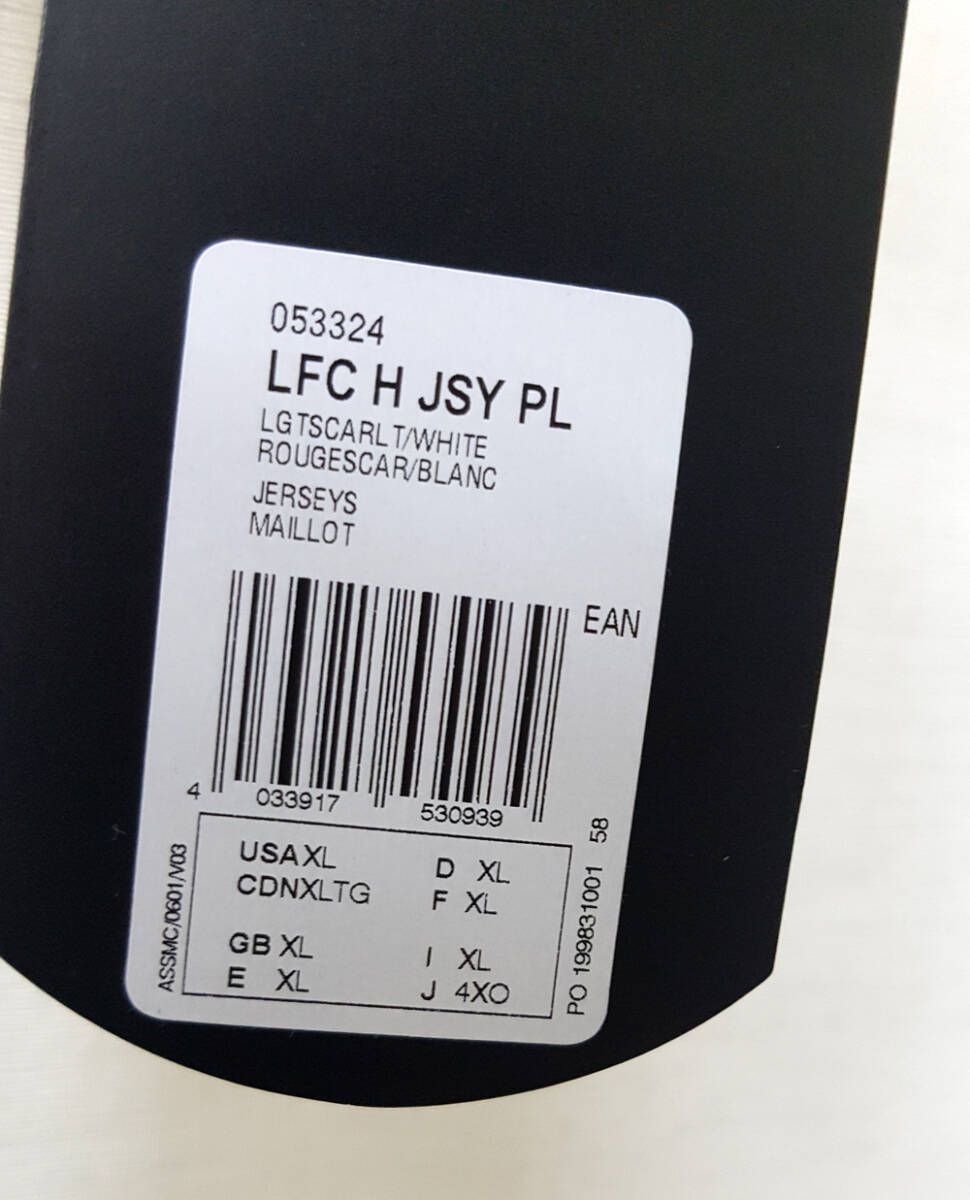 053324
LFC H JSY PL
LGTSCARLT/WHITE
ROUGESCAR/BLANC
JERSEYS
MAILLOT
EAN
4 033917 530939
USA XL D XL
CDN XLTG F XL
GB XL I XL
E XL J 4XO
ASSMC/0601/V03
PO 199831001 58